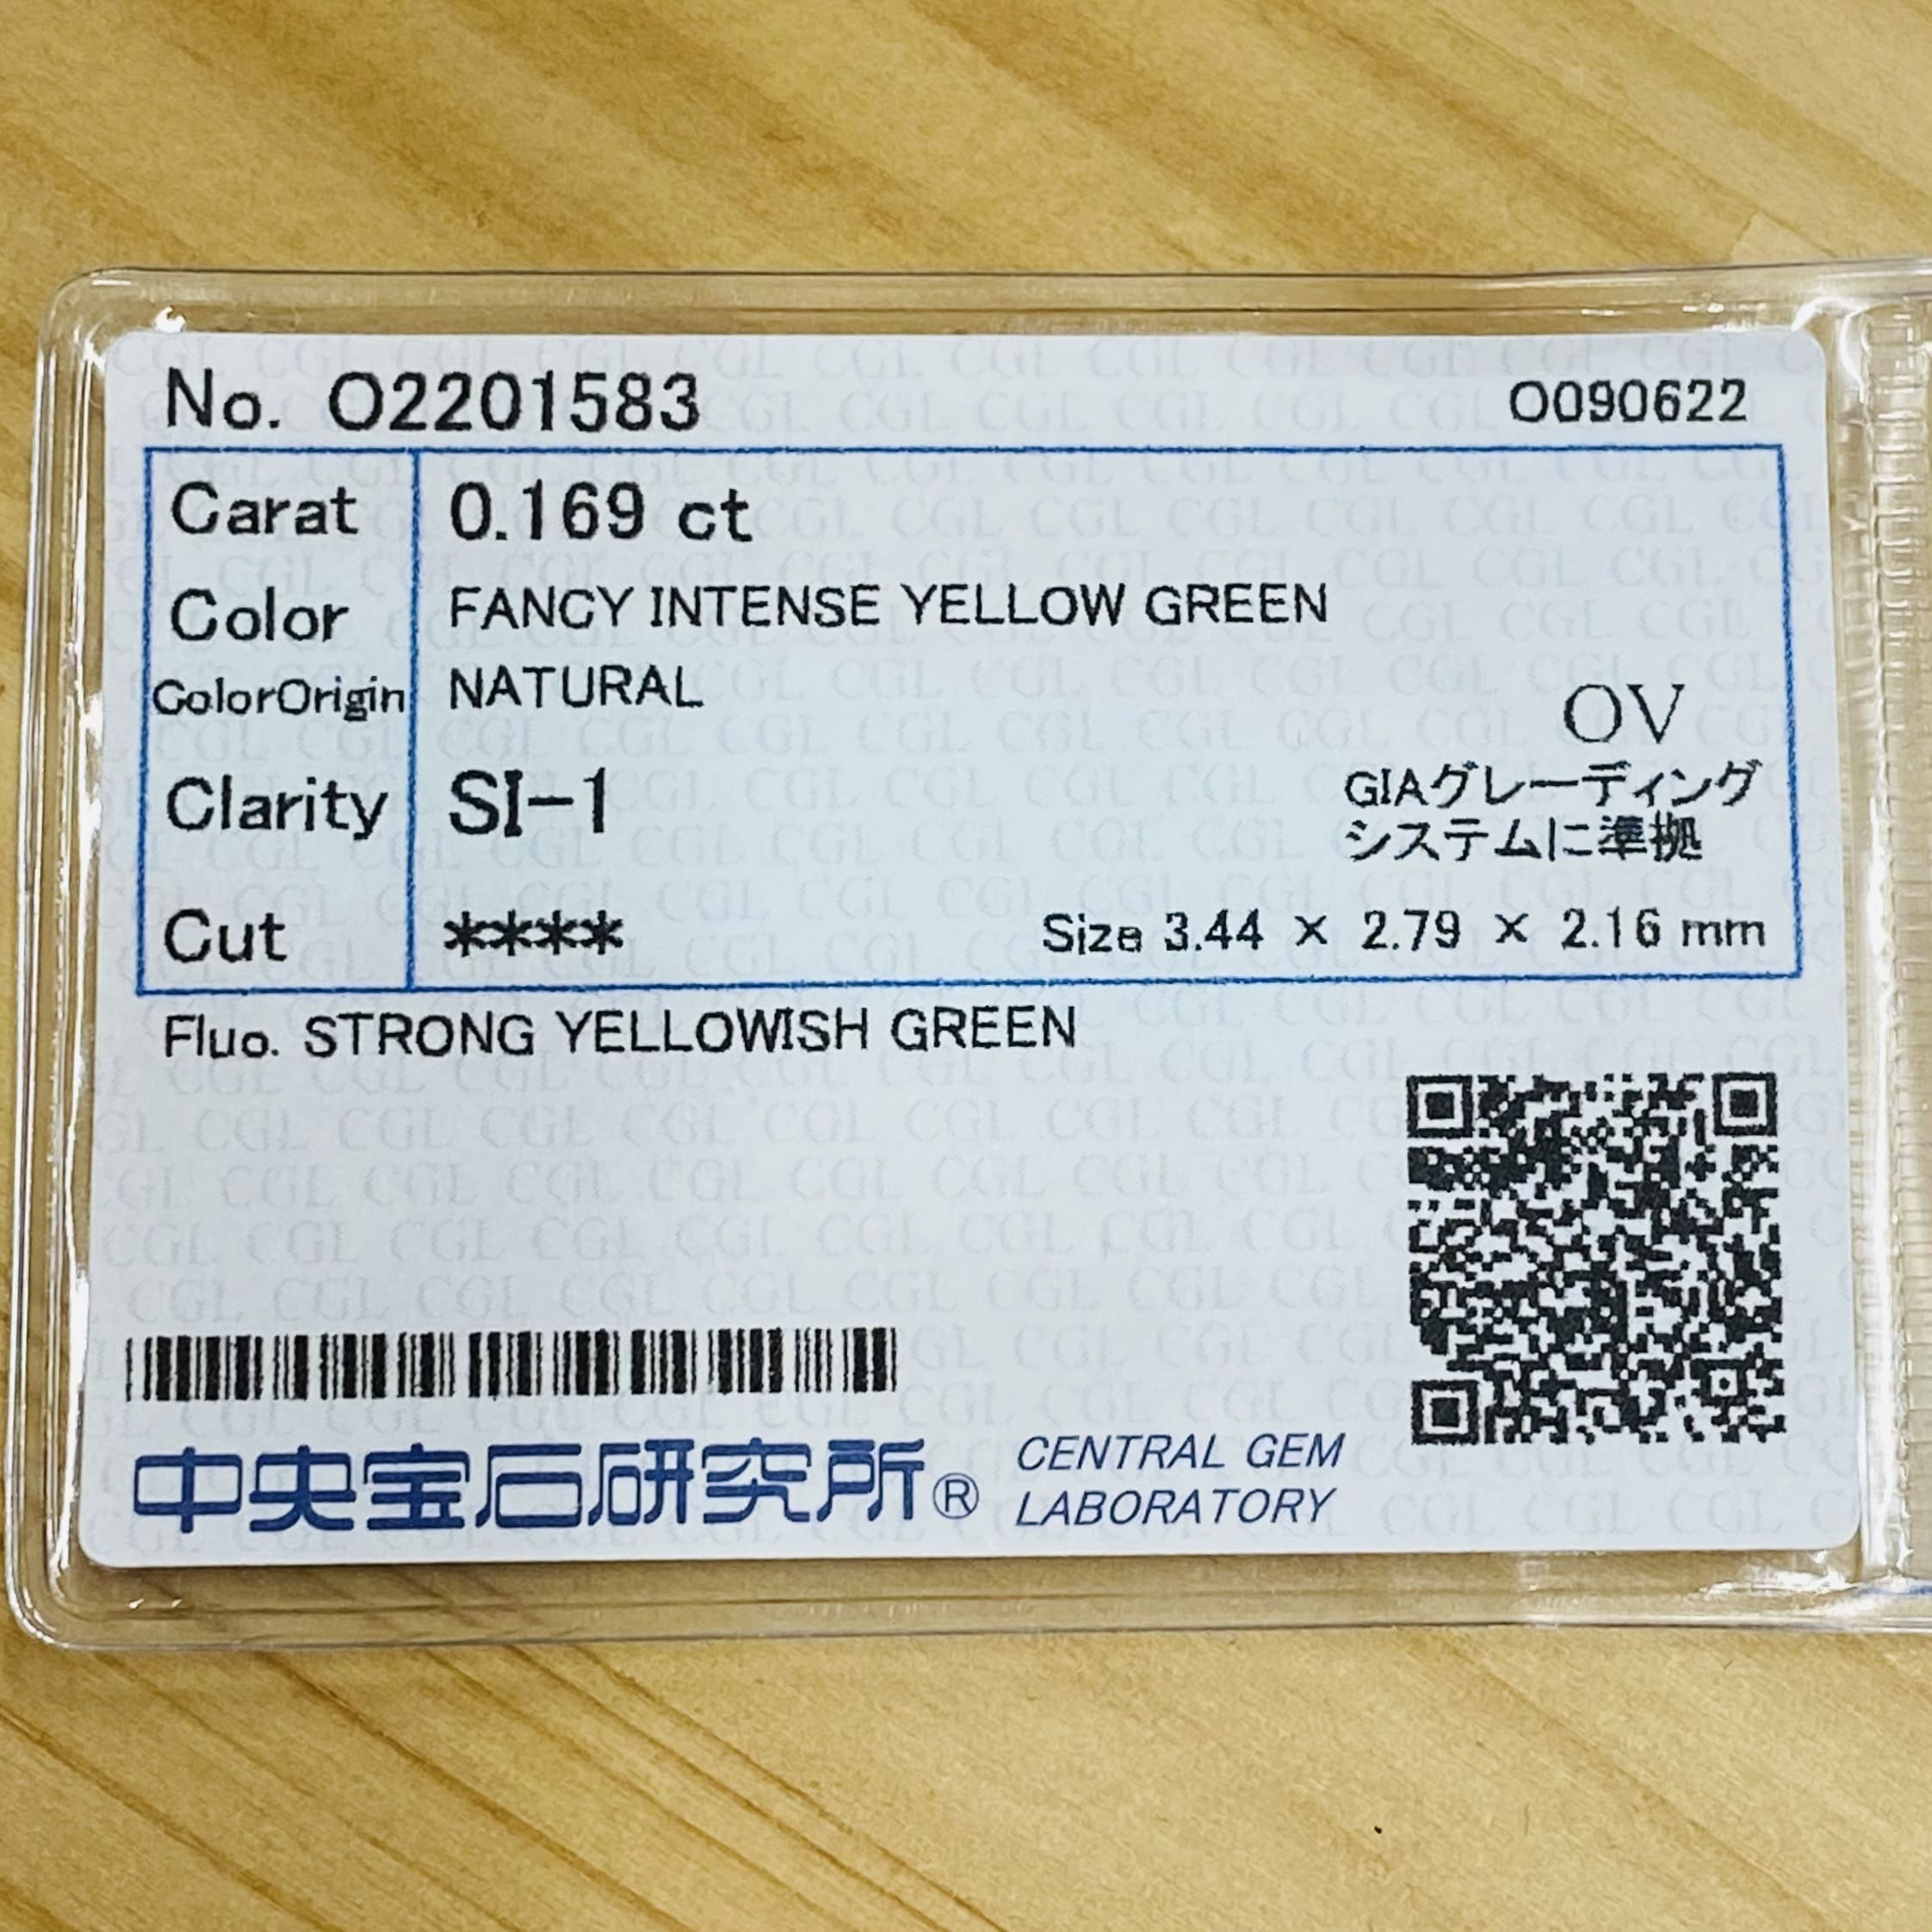 No. O2201583
O090622
Carat 0.169 ct
Color FANCY INTENSE YELLOW GREEN
ColorOrigin NATURAL
OV
Clarity SI-1
GIAグレーディング
システムに準拠
Cut ****
Size 3.44 × 2.79 × 2.16 mm
Fluo. STRONG YELLOWISH GREEN
中央宝石研究所®
CENTRAL GEM
LABORATORY